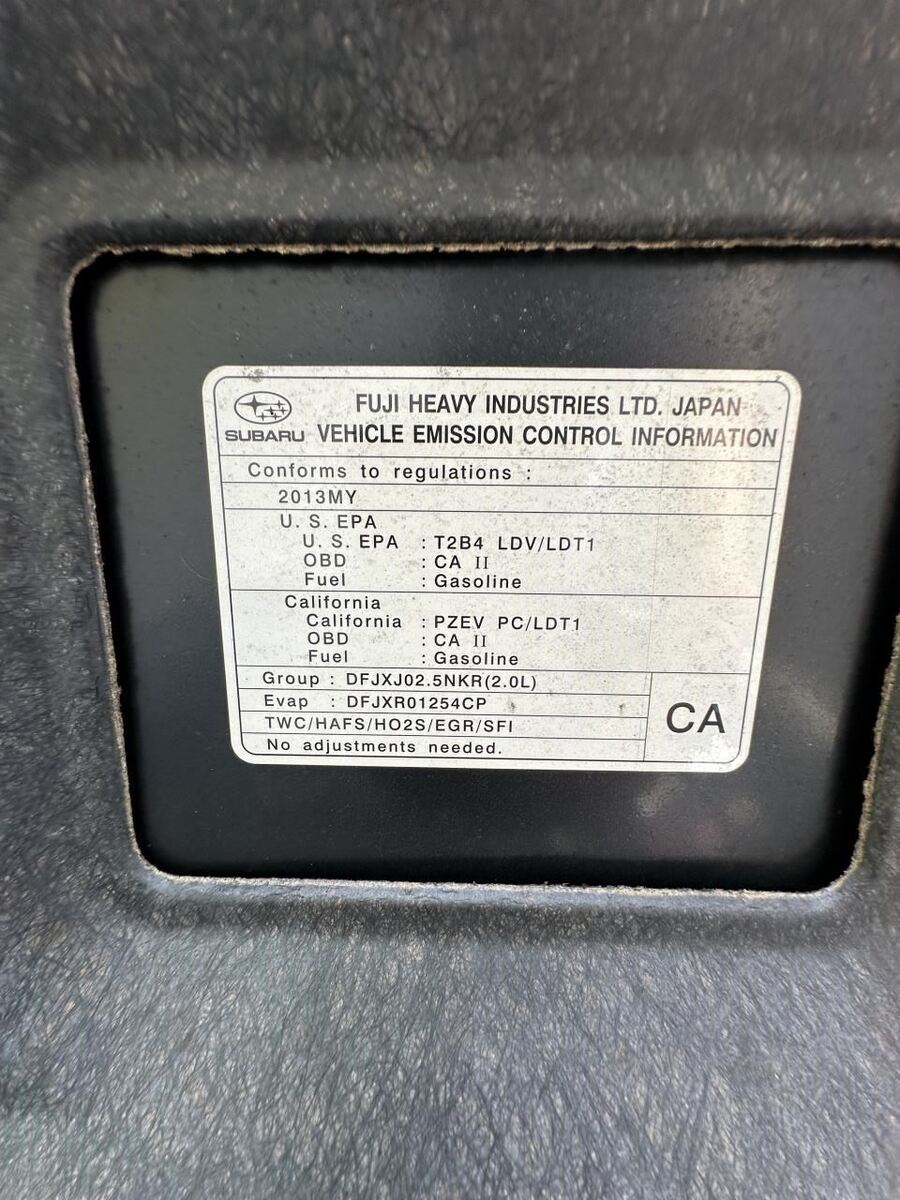 FUJI HEAVY INDUSTRIES LTD. JAPAN
SUBARU VEHICLE EMISSION CONTROL INFORMATION
Conforms to regulations :
2013MY
U. S. EPA
U. S. EPA : T2B4 LDV/LDT1
OBD : CA II
Fuel : Gasoline
California
California : PZEV PC/LDT1
OBD : CA II
Fuel : Gasoline
Group : DFJXJ02.5NKR(2.0L)
Evap : DFJXR01254CP
TWC/HAFS/HO2S/EGR/SFI
No adjustments needed.
CA